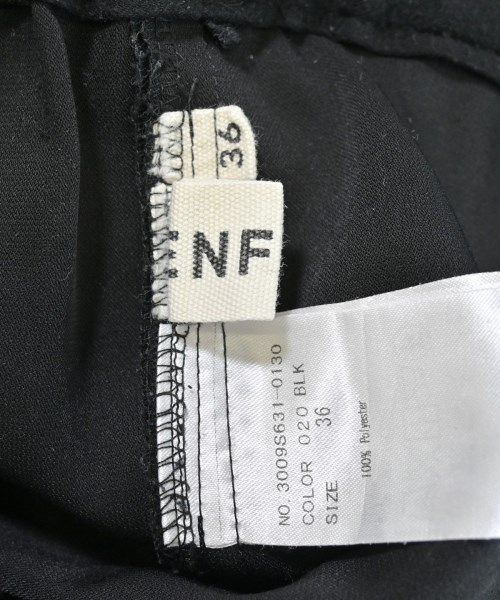 36
ENF
NO. 3009S631-0130
COLOR 020 BLK
SIZE 36
100% Polyester